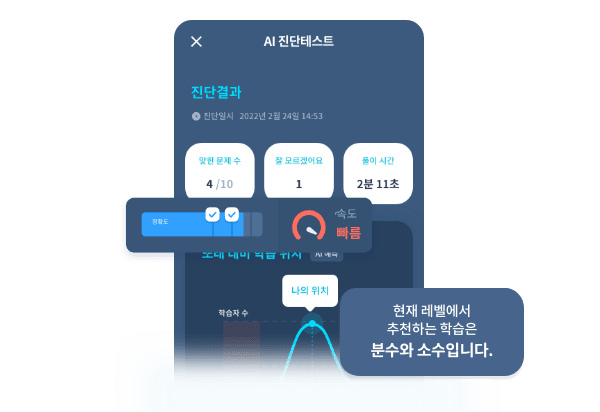 AI 진단테스트
진단결과
진단일시 2022년 2월 24일 14:53
맞힌 문제 수
4 /10
잘 모르겠어요
1
풀이 시간
2분 11초
정확도
속도
빠름
또래 대비 학습 위치
AI 예측
나의 위치
학습자 수
현재 레벨에서
추천하는 학습은
분수와 소수입니다.